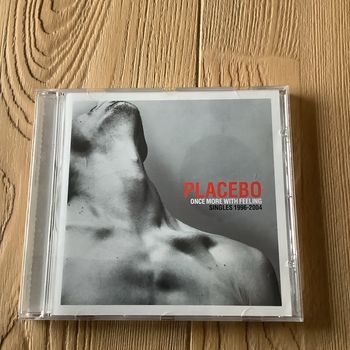 PLACEBO
ONCE MORE WITH FEELING
SINGLES 1996-2004